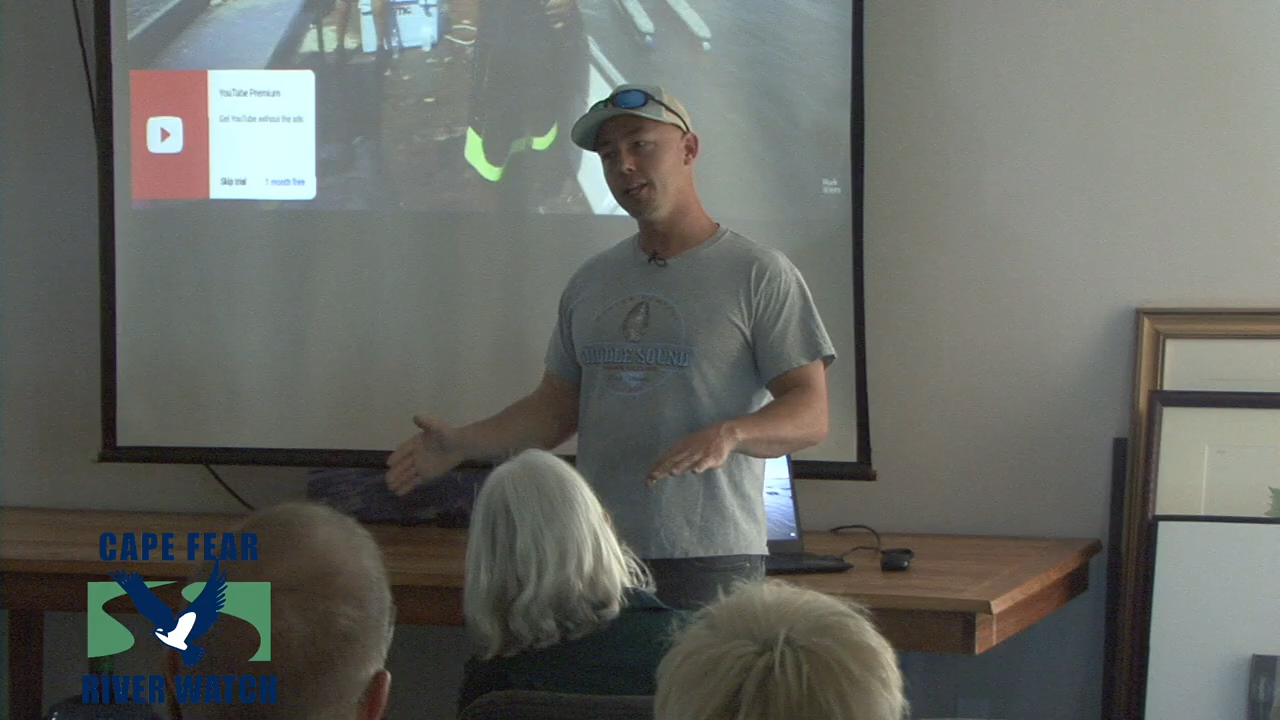 YouTube Premium
Get YouTube without the ads
Skip trial
1 month free
MIDDLE SOUND
CAPE FEAR
RIVER WATCH